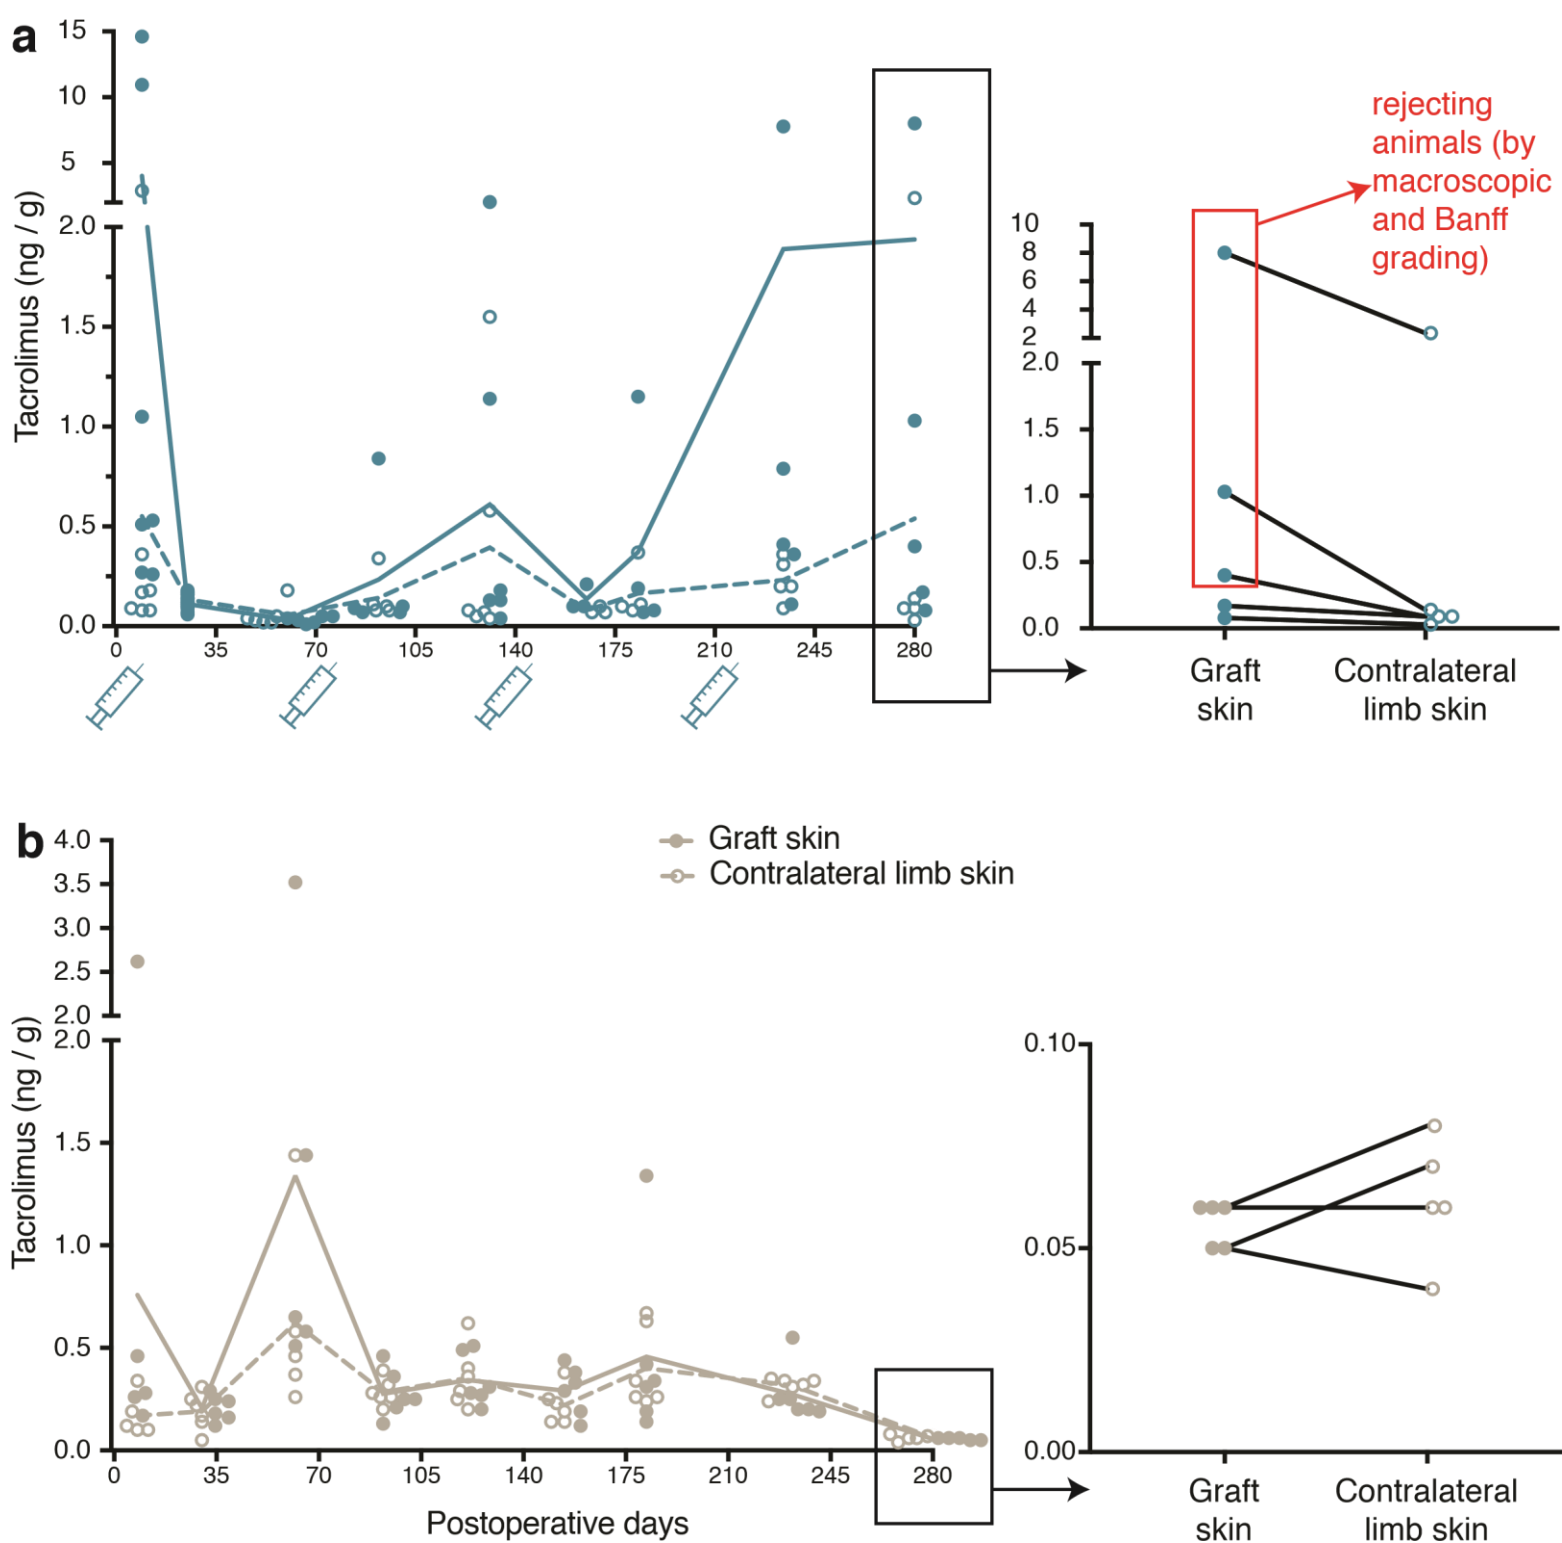 a
Tacrolimus (ng / g)
15
10
5
2.0
1.5
1.0
0.5
0.0
0 35 70 105 140 175 210 245 280
rejecting
animals (by
macroscopic
and Banff
grading)
10
8
6
4
2
2.0
1.5
1.0
0.5
0.0
Graft
skin
Contralateral
limb skin
b
Graft skin
Contralateral limb skin
Tacrolimus (ng / g)
4.0
3.5
3.0
2.5
2.0
2.0
1.5
1.0
0.5
0.0
0 35 70 105 140 175 210 245 280
Postoperative days
0.10
0.05
0.00
Graft
skin
Contralateral
limb skin